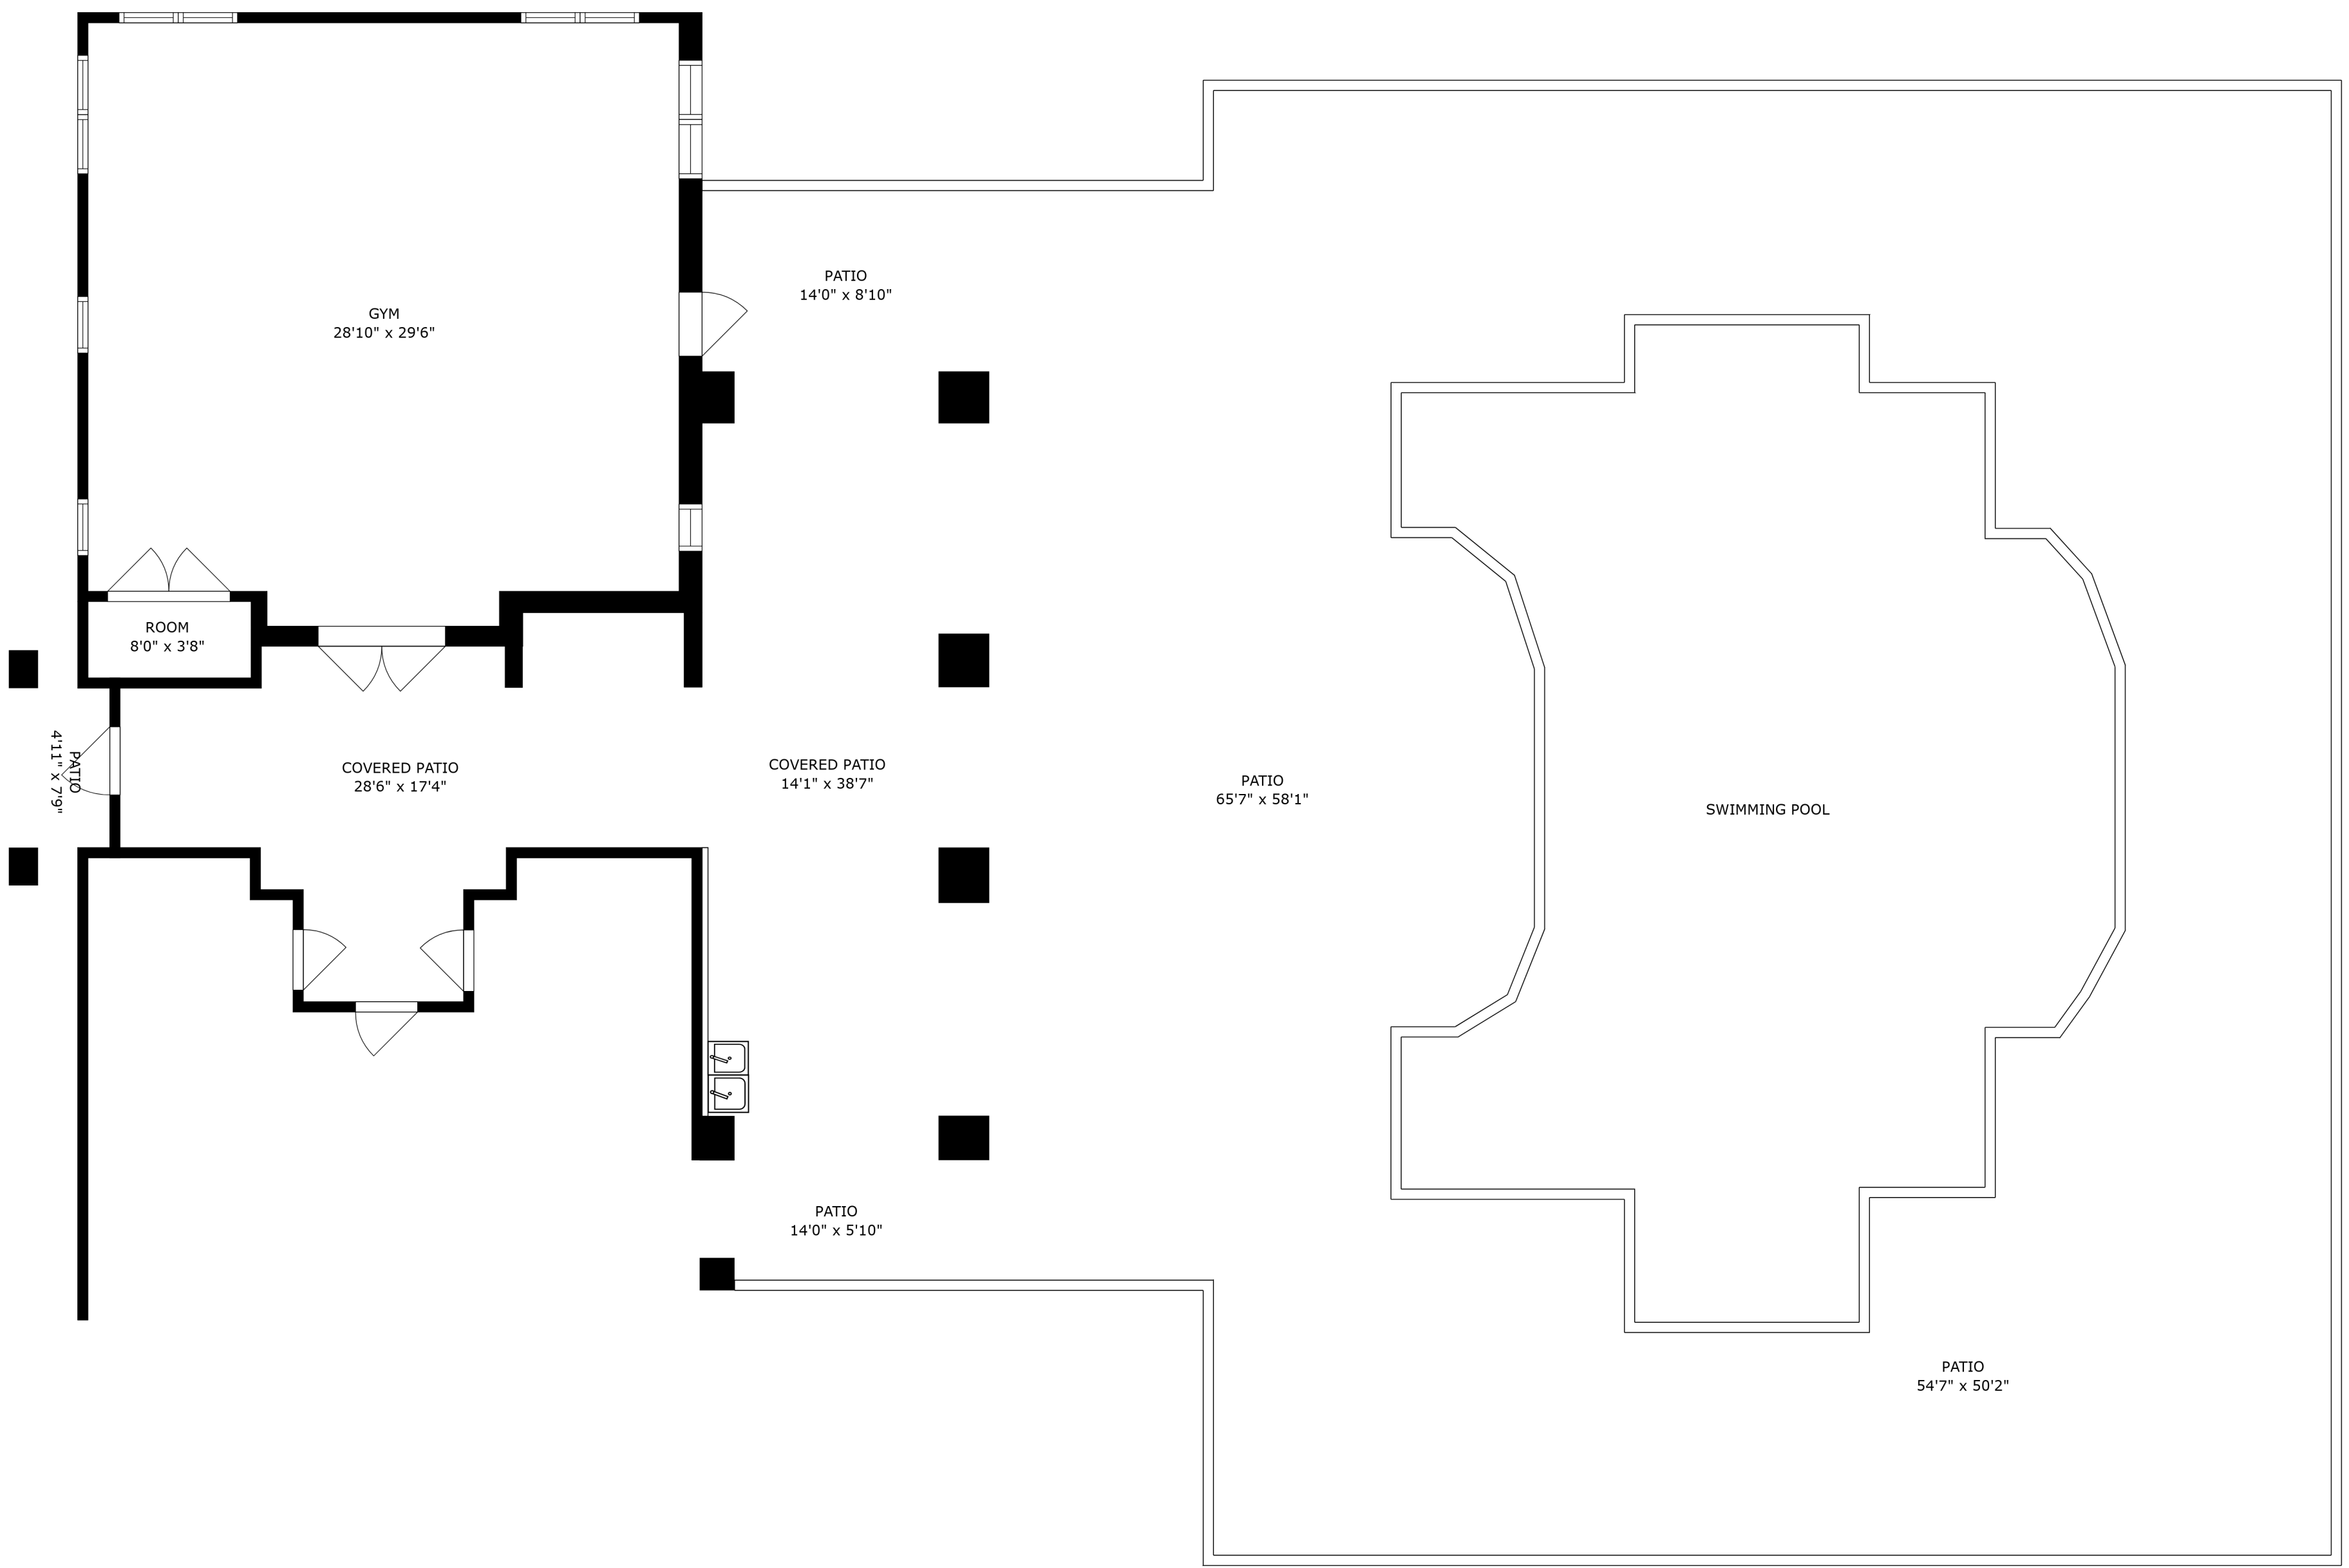 PATIO
14'0" x 8'10"
GYM
28'10" x 29'6"
ROOM
8'0" x 3'8"
PATIO
4'11" x 7'9"
COVERED PATIO
28'6" x 17'4"
COVERED PATIO
14'1" x 38'7"
PATIO
65'7" x 58'1"
SWIMMING POOL
PATIO
14'0" x 5'10"
PATIO
54'7" x 50'2"